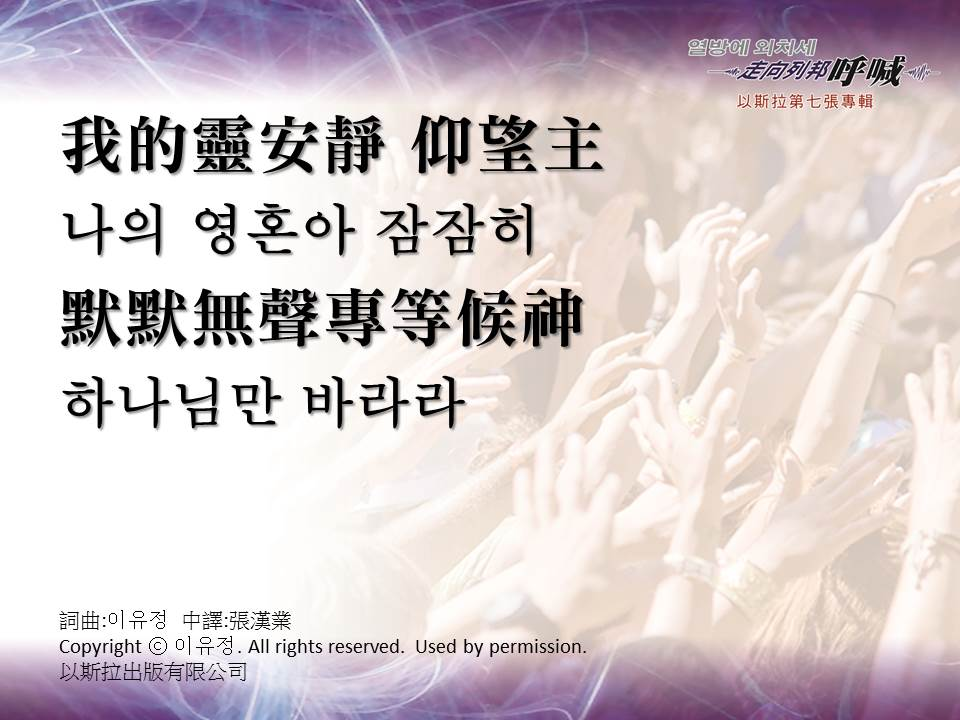 열방에 외치세
走向列邦呼喊
以斯拉第七張專輯
我的靈安靜 仰望主
나의 영혼아 잠잠히
默默無聲專等候神
하나님만 바라라
詞曲:이유정 中譯:張漢業
Copyright ⓒ 이유정. All rights reserved. Used by permission.
以斯拉出版有限公司